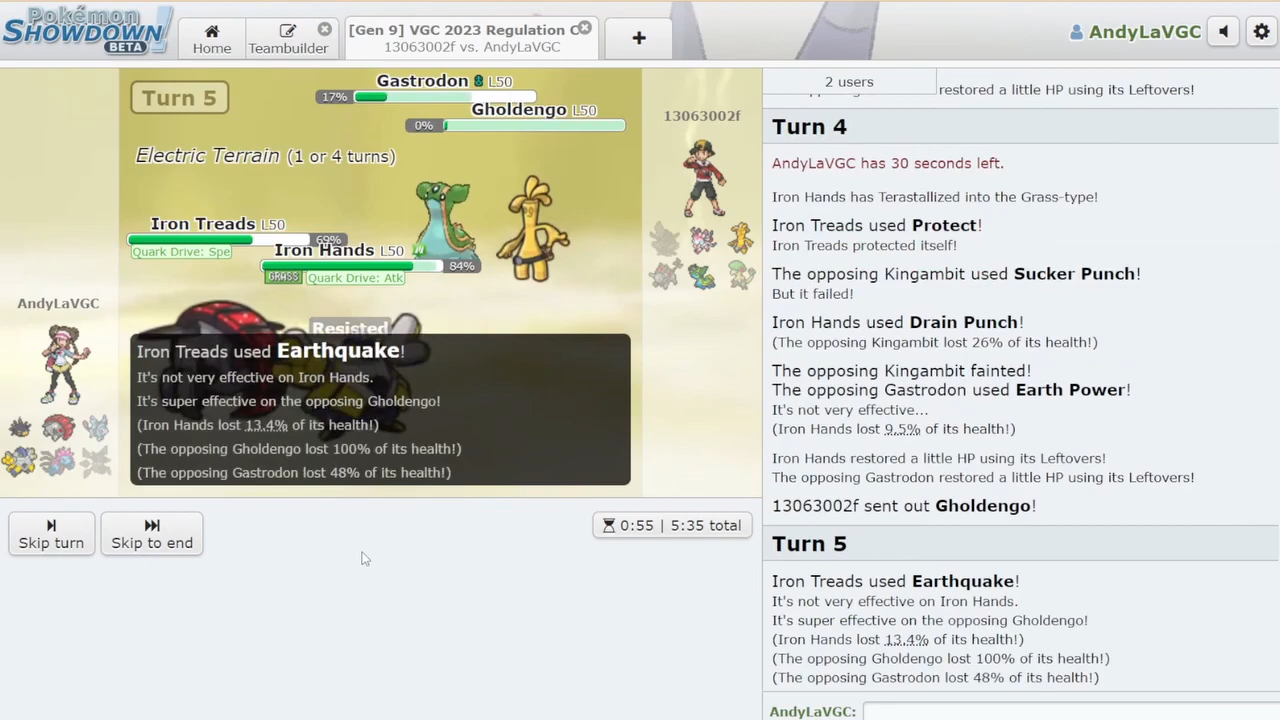 Pokémon
SHOWDOWN!
BETA
Home
Teambuilder
[Gen 9] VGC 2023 Regulation C
13063002f vs. AndyLaVGC
+
AndyLaVGC
Turn 5
Gastrodon L50
17%
Gholdengo L50
0%
Electric Terrain (1 or 4 turns)
Iron Treads L50
69%
Quark Drive: Spe
Iron Hands L50
84%
GRASS Quark Drive: Atk
13063002f
AndyLaVGC
Resisted
Iron Treads used Earthquake!
It's not very effective on Iron Hands.
It's super effective on the opposing Gholdengo!
(Iron Hands lost 13.4% of its health!)
(The opposing Gholdengo lost 100% of its health!)
(The opposing Gastrodon lost 48% of its health!)
Skip turn
Skip to end
0:55 | 5:35 total
2 users
restored a little HP using its Leftovers!
Turn 4
AndyLaVGC has 30 seconds left.
Iron Hands has Terastallized into the Grass-type!
Iron Treads used Protect!
Iron Treads protected itself!
The opposing Kingambit used Sucker Punch!
But it failed!
Iron Hands used Drain Punch!
(The opposing Kingambit lost 26% of its health!)
The opposing Kingambit fainted!
The opposing Gastrodon used Earth Power!
It's not very effective...
(Iron Hands lost 9.5% of its health!)
Iron Hands restored a little HP using its Leftovers!
The opposing Gastrodon restored a little HP using its Leftovers!
13063002f sent out Gholdengo!
Turn 5
Iron Treads used Earthquake!
It's not very effective on Iron Hands.
It's super effective on the opposing Gholdengo!
(Iron Hands lost 13.4% of its health!)
(The opposing Gholdengo lost 100% of its health!)
(The opposing Gastrodon lost 48% of its health!)
AndyLaVGC: